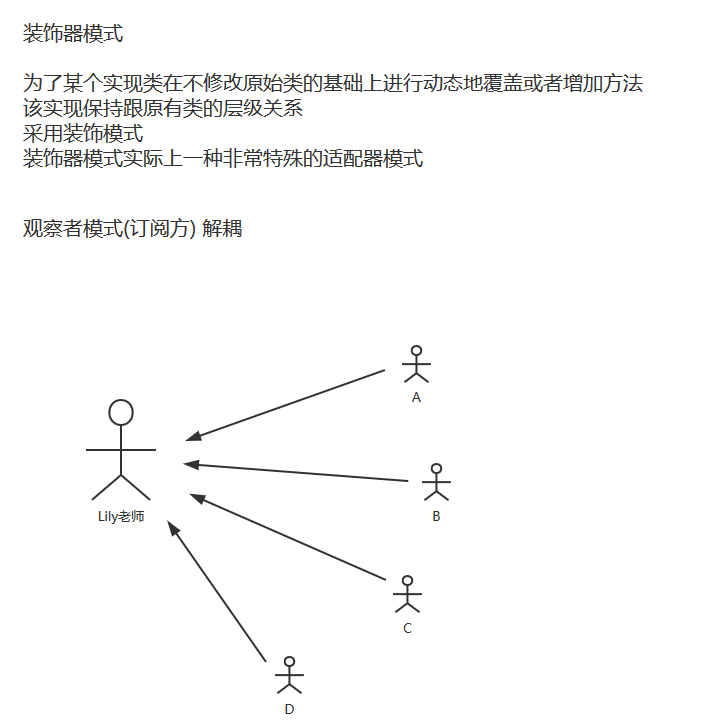 装饰器模式
为了某个实现类在不修改原始类的基础上进行动态地覆盖或者增加方法
该实现保持跟原有类的层级关系
采用装饰模式
装饰器模式实际上一种非常特殊的适配器模式
观察者模式(订阅方) 解耦
A
Lily老师
B
C
D